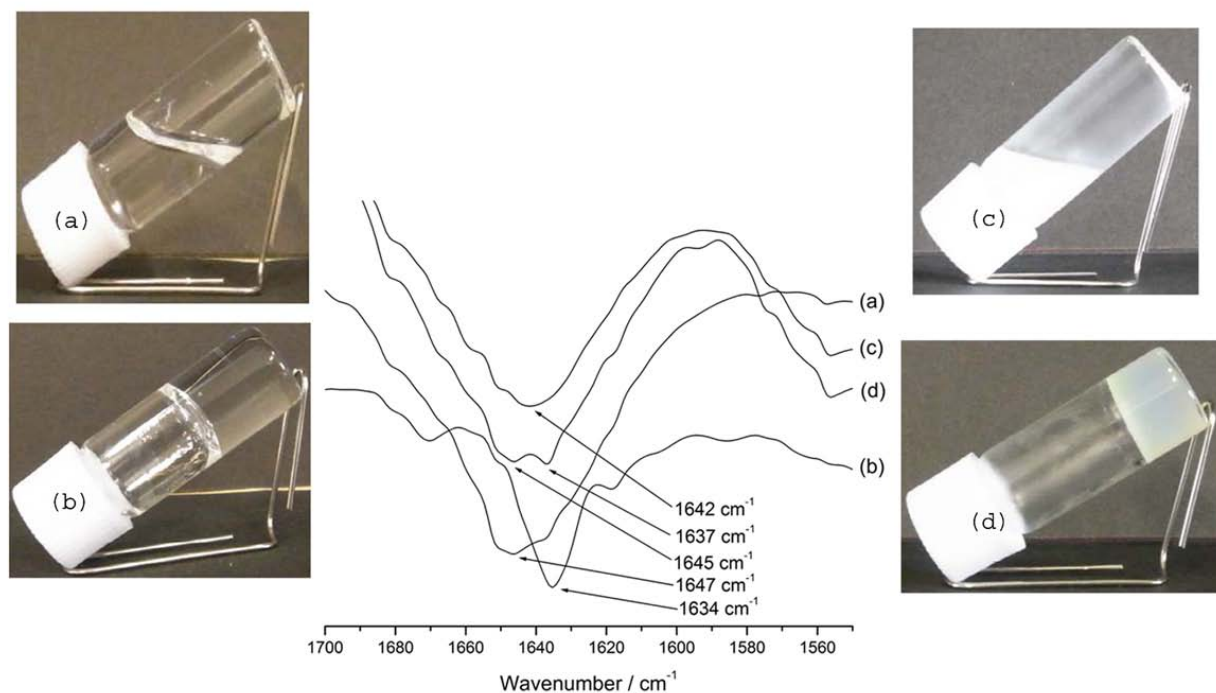 (a)
(c)
(b)
(d)
(a)
(c)
(d)
(b)
1642 cm⁻¹
1637 cm⁻¹
1645 cm⁻¹
1647 cm⁻¹
1634 cm⁻¹
1700 1680 1660 1640 1620 1600 1580 1560
Wavenumber / cm⁻¹